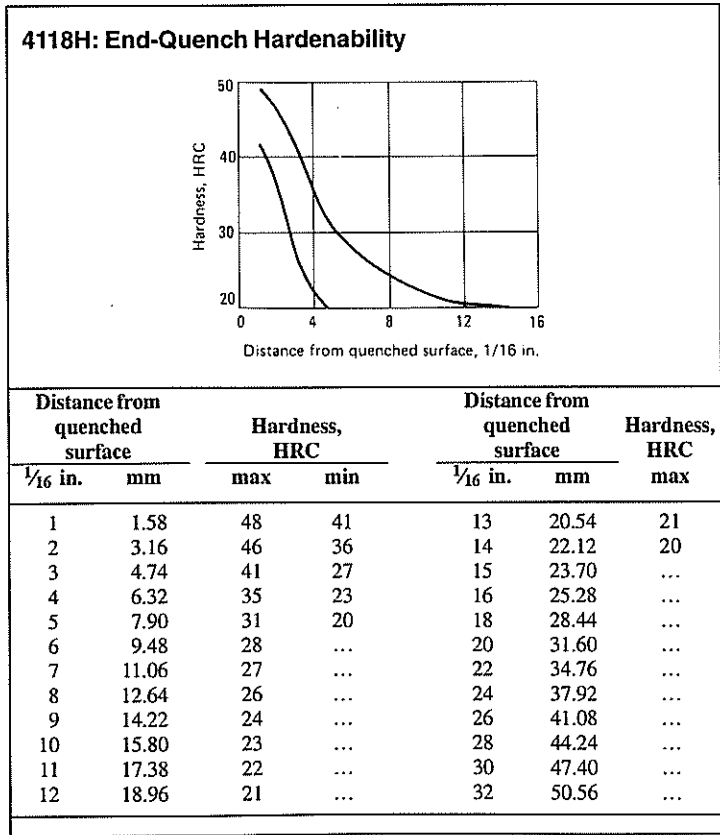 4118H: End-Quench Hardenability
50
40
30
20
Hardness, HRC
0 4 8 12 16
Distance from quenched surface, 1/16 in.
Distance from quenched surface Hardness, HRC Distance from quenched surface Hardness, HRC
1/16 in. mm max min 1/16 in. mm max
1 1.58 48 41 13 20.54 21
2 3.16 46 36 14 22.12 20
3 4.74 41 27 15 23.70 ...
4 6.32 35 23 16 25.28 ...
5 7.90 31 20 18 28.44 ...
6 9.48 28 ... 20 31.60 ...
7 11.06 27 ... 22 34.76 ...
8 12.64 26 ... 24 37.92 ...
9 14.22 24 ... 26 41.08 ...
10 15.80 23 ... 28 44.24 ...
11 17.38 22 ... 30 47.40 ...
12 18.96 21 ... 32 50.56 ...